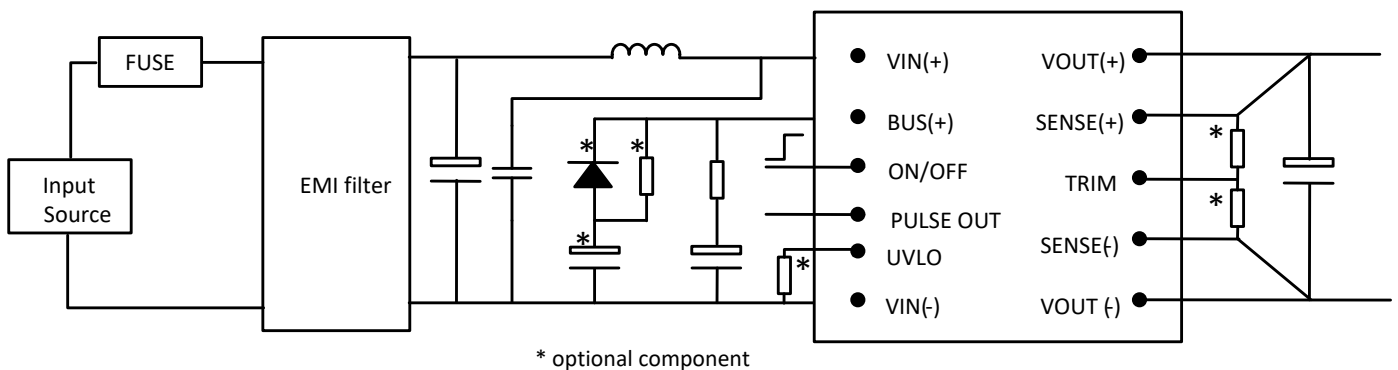 FUSE
Input
Source
EMI filter
*
*
*
*
VIN(+)
BUS(+)
ON/OFF
PULSE OUT
UVLO
VIN(-)
VOUT(+)
SENSE(+)
TRIM
SENSE(-)
VOUT (-)
*
*
* optional component